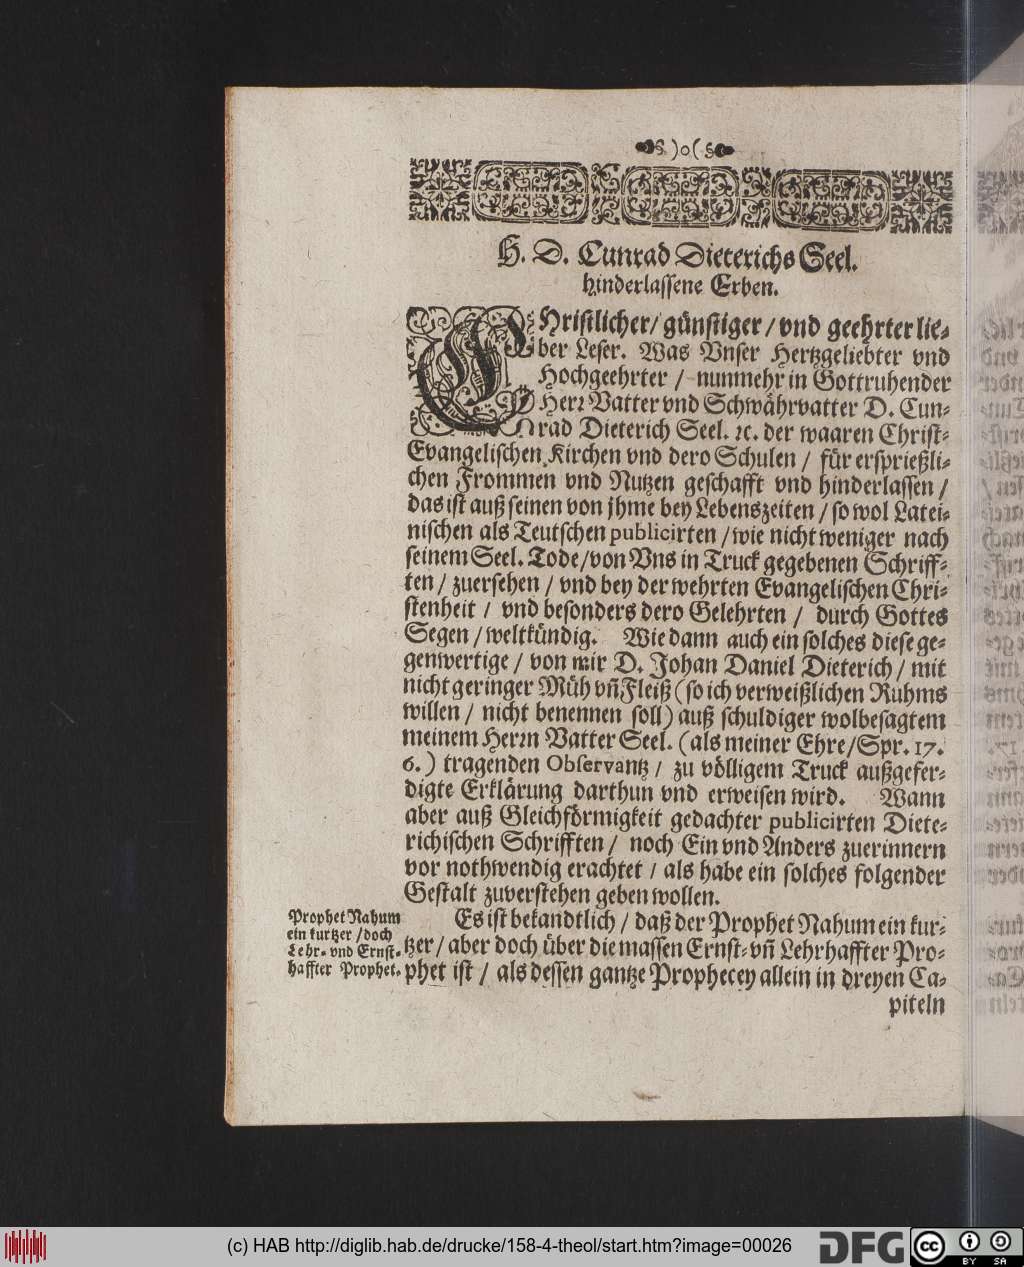 )o(
H. D. Cunrad Dieterichs Seel.
hinderlassene Erben.
CHristlicher/ günstiger / vnd geehrter lie-
ber Leser. Was Vnser Hertzgeliebter vnd
Hochgeehrter / nunmehr in Gottruhender
Herr Vatter vnd Schwährvatter D. Cun-
rad Dieterich Seel. ꝛc. der waaren Christ-
Evangelischen Kirchen vnd dero Schulen / für ersprießli-
chen Frommen vnd Nutzen geschafft vnd hinderlassen /
das ist auß seinen von jhme bey Lebenszeiten / so wol Latei-
nischen als Teutschen publicirten / wie nicht weniger nach
seinem Seel. Tode/von Vns in Truck gegebenen Schriff-
ten / zuersehen / vnd bey der wehrten Evangelischen Chri-
stenheit / vnd besonders dero Gelehrten / durch Gottes
Segen / weltkündig. Wie dann auch ein solches diese ge-
genwertige / von mir D. Johan Daniel Dieterich / mit
nicht geringer Müh vn̄ Fleiß (so ich verweißlichen Ruhms
willen / nicht benennen soll) auß schuldiger wolbesagtem
meinem Herrn Vatter Seel. (als meiner Ehre/Spr. 17.
6.) tragenden Observantz / zu völligem Truck außgefer-
digte Erklärung darthun vnd erweisen wird. Wann
aber auß Gleichförmigkeit gedachter publicirten Diete-
richischen Schrifften / noch Ein vnd Anders zuerinnern
vor nothwendig erachtet / als habe ein solches folgender
Gestalt zuverstehen geben wollen.
Prophet Nahum
ein kurtzer / doch
Lehr- vnd Ernst-
haffter Prophet.
Es ist bekandtlich / daß der Prophet Nahum ein kur-
tzer / aber doch über die massen Ernst- vn̄ Lehrhaffter Pro-
phet ist / als dessen gantze Prophecey allein in dreyen Ca-
piteln
(c) HAB http://diglib.hab.de/drucke/158-4-theol/start.htm?image=00026
DFG
cc
BY SA